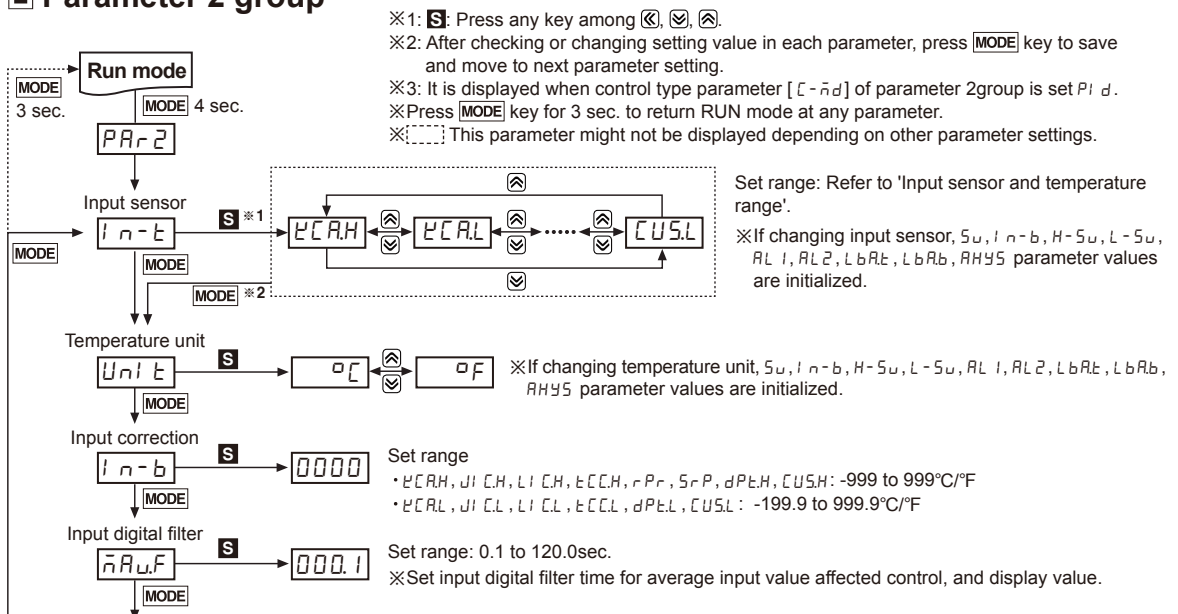 Parameter 2 group
※1: S: Press any key among «, ︾, ︽.
※2: After checking or changing setting value in each parameter, press MODE key to save
and move to next parameter setting.
※3: It is displayed when control type parameter [C-md] of parameter 2group is set PId.
※Press MODE key for 3 sec. to return RUN mode at any parameter.
※[ ] This parameter might not be displayed depending on other parameter settings.
Run mode
MODE
3 sec.
MODE 4 sec.
PAr2
Input sensor
In-t
S ※1
KCA.H
KCA.L
CUS.L
MODE
MODE
MODE ※2
Set range: Refer to 'Input sensor and temperature
range'.
※If changing input sensor, Sv, In-b, H-Sv, L-Sv,
AL1, AL2, LbA.t, LbA.b, AHYS parameter values
are initialized.
Temperature unit
UnIt
S
°C
°F
MODE
※If changing temperature unit, Sv, In-b, H-Sv, L-Sv, AL1, AL2, LbA.t, LbA.b,
AHYS parameter values are initialized.
Input correction
In-b
S
0000
MODE
Set range
•KCA.H, JIC.H, LIC.H, tCC.H, rPr, SrP, dPt.H, CUS.H: -999 to 999°C/°F
•KCA.L, JIC.L, LIC.L, tCC.L, dPt.L, CUS.L: -199.9 to 999.9°C/°F
Input digital filter
mAv.F
S
000.1
MODE
Set range: 0.1 to 120.0sec.
※Set input digital filter time for average input value affected control, and display value.